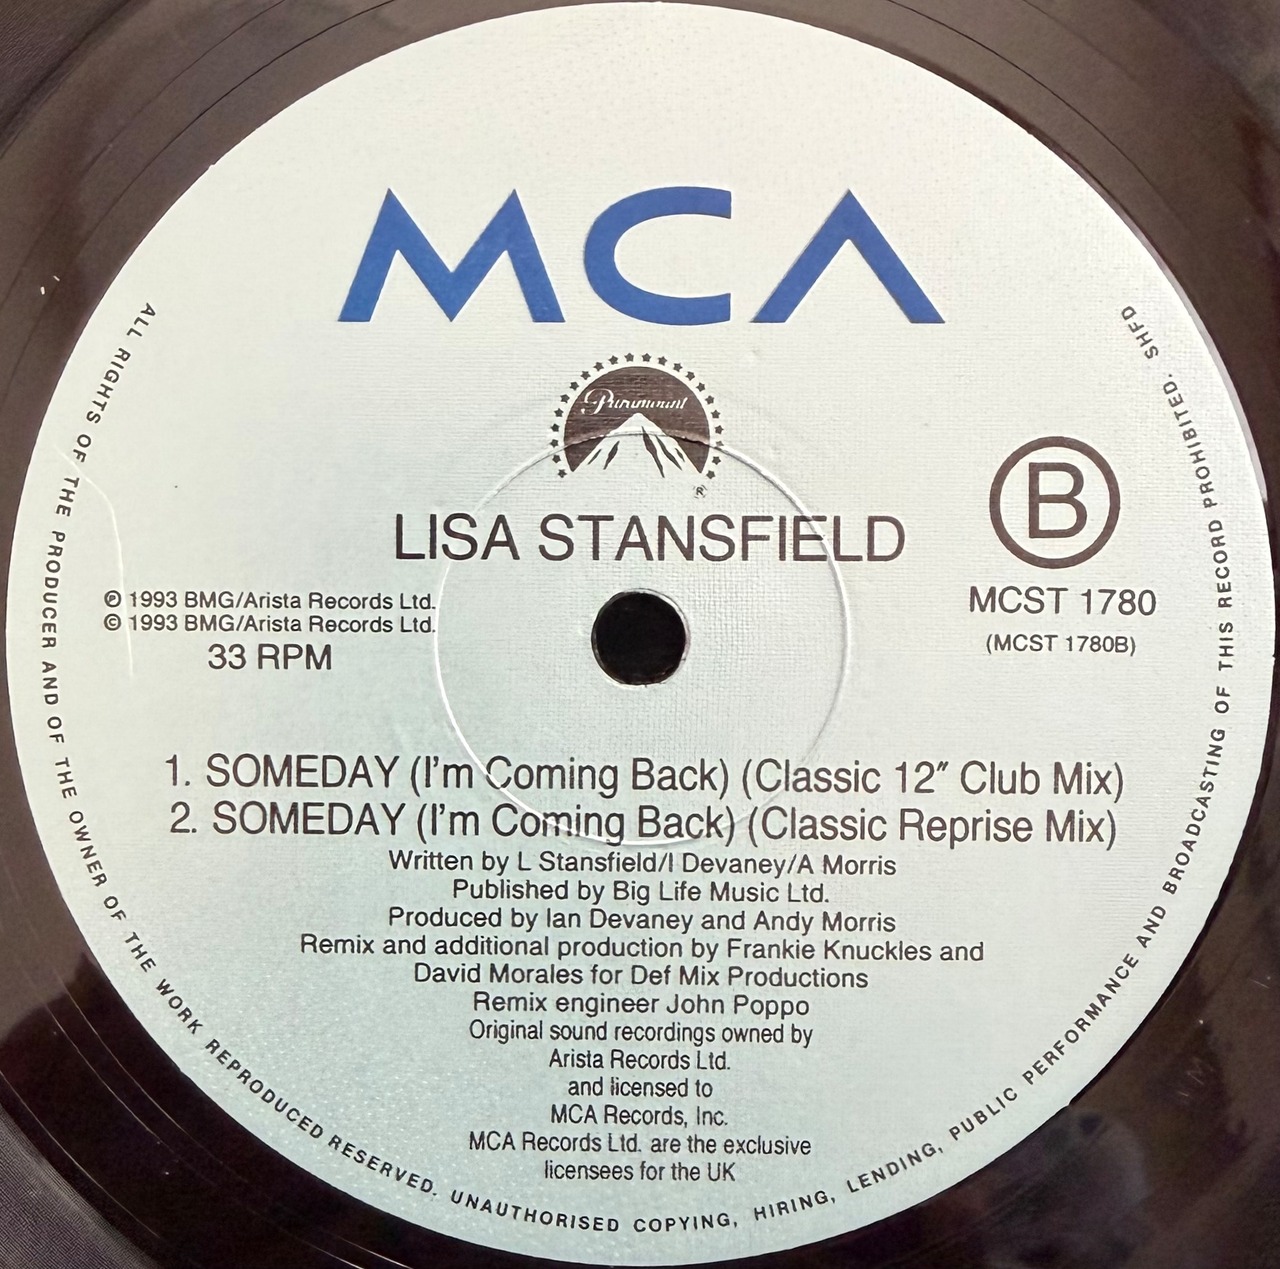 MCA
Paramount
®
LISA STANSFIELD
B
MCST 1780
(MCST 1780B)
℗ 1993 BMG/Arista Records Ltd.
© 1993 BMG/Arista Records Ltd.
33 RPM
1. SOMEDAY (I'm Coming Back) (Classic 12″ Club Mix)
2. SOMEDAY (I'm Coming Back) (Classic Reprise Mix)
Written by L Stansfield/I Devaney/A Morris
Published by Big Life Music Ltd.
Produced by Ian Devaney and Andy Morris
Remix and additional production by Frankie Knuckles and
David Morales for Def Mix Productions
Remix engineer John Poppo
Original sound recordings owned by
Arista Records Ltd.
and licensed to
MCA Records, Inc.
MCA Records Ltd. are the exclusive
licensees for the UK
ALL RIGHTS OF THE PRODUCER AND OF THE OWNER OF THE WORK REPRODUCED RESERVED. UNAUTHORISED COPYING, HIRING, LENDING, PUBLIC PERFORMANCE AND BROADCASTING OF THIS RECORD PROHIBITED. SHFD